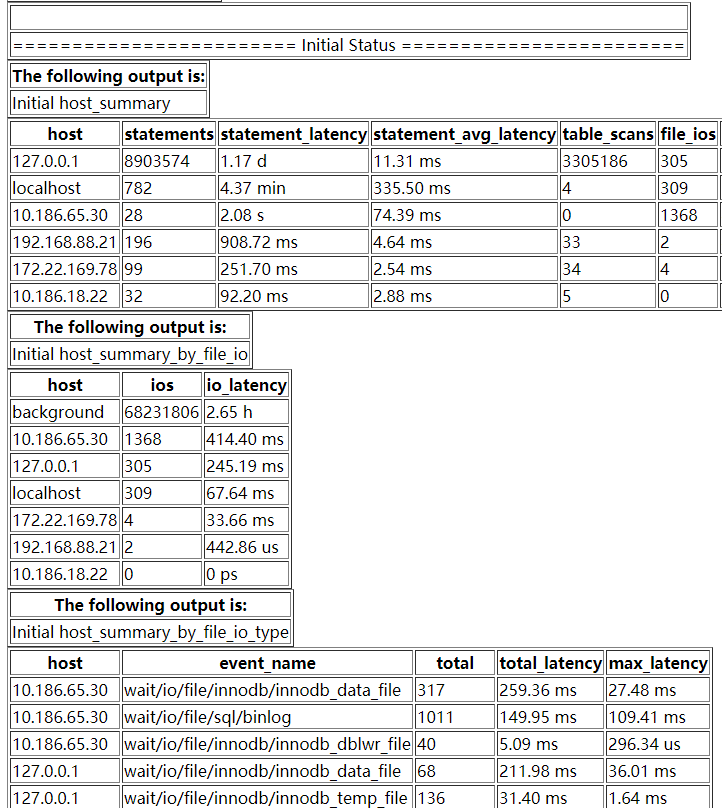 ======================== Initial Status ========================
The following output is:
Initial host_summary
host statements statement_latency statement_avg_latency table_scans file_ios
127.0.0.1 8903574 1.17 d 11.31 ms 3305186 305
localhost 782 4.37 min 335.50 ms 4 309
10.186.65.30 28 2.08 s 74.39 ms 0 1368
192.168.88.21 196 908.72 ms 4.64 ms 33 2
172.22.169.78 99 251.70 ms 2.54 ms 34 4
10.186.18.22 32 92.20 ms 2.88 ms 5 0
The following output is:
Initial host_summary_by_file_io
host ios io_latency
background 68231806 2.65 h
10.186.65.30 1368 414.40 ms
127.0.0.1 305 245.19 ms
localhost 309 67.64 ms
172.22.169.78 4 33.66 ms
192.168.88.21 2 442.86 us
10.186.18.22 0 0 ps
The following output is:
Initial host_summary_by_file_io_type
host event_name total total_latency max_latency
10.186.65.30 wait/io/file/innodb/innodb_data_file 317 259.36 ms 27.48 ms
10.186.65.30 wait/io/file/sql/binlog 1011 149.95 ms 109.41 ms
10.186.65.30 wait/io/file/innodb/innodb_dblwr_file 40 5.09 ms 296.34 us
127.0.0.1 wait/io/file/innodb/innodb_data_file 68 211.98 ms 36.01 ms
127.0.0.1 wait/io/file/innodb/innodb_temp_file 136 31.40 ms 1.64 ms